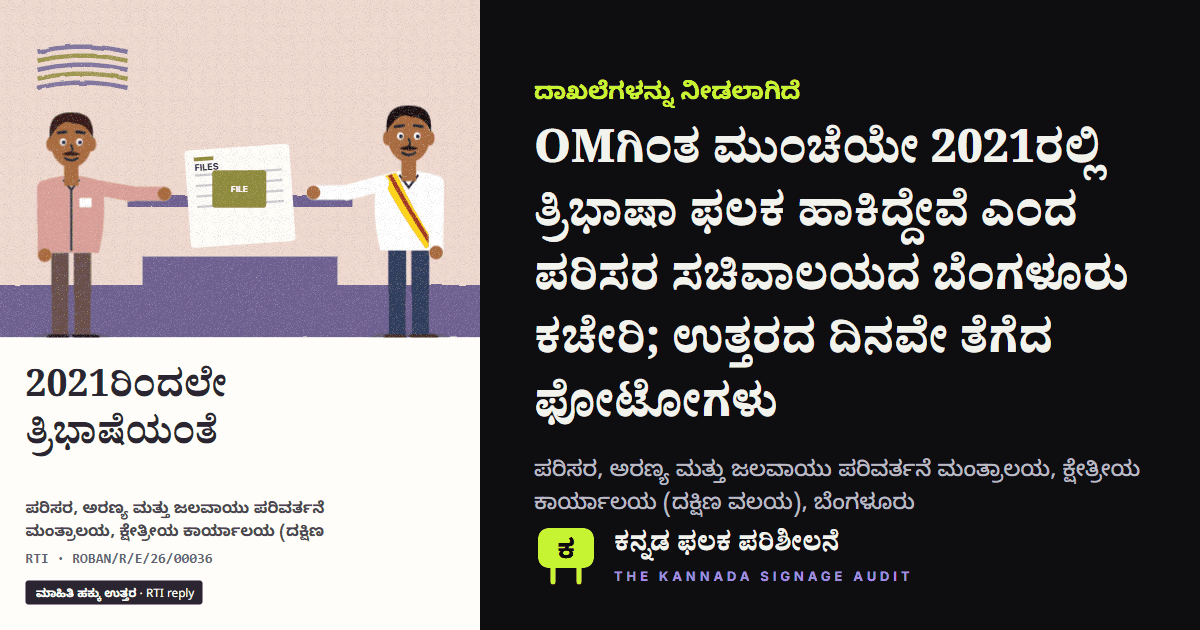 FILES
FILE
2021ರಿಂದಲೇ
ತ್ರಿಭಾಷೆಯಂತೆ
ಪರಿಸರ, ಅರಣ್ಯ ಮತ್ತು ಜಲವಾಯು ಪರಿವರ್ತನೆ
ಮಂತ್ರಾಲಯ, ಕ್ಷೇತ್ರೀಯ ಕಾರ್ಯಾಲಯ (ದಕ್ಷಿಣ
RTI · ROBAN/R/E/26/00036
ಮಾಹಿತಿ ಹಕ್ಕು ಉತ್ತರ · RTI reply
ದಾಖಲೆಗಳನ್ನು ನೀಡಲಾಗಿದೆ
OMಗಿಂತ ಮುಂಚೆಯೇ 2021ರಲ್ಲಿ
ತ್ರಿಭಾಷಾ ಫಲಕ ಹಾಕಿದ್ದೇವೆ ಎಂದ
ಪರಿಸರ ಸಚಿವಾಲಯದ ಬೆಂಗಳೂರು
ಕಚೇರಿ; ಉತ್ತರದ ದಿನವೇ ತೆಗೆದ
ಫೋಟೋಗಳು
ಪರಿಸರ, ಅರಣ್ಯ ಮತ್ತು ಜಲವಾಯು ಪರಿವರ್ತನೆ ಮಂತ್ರಾಲಯ, ಕ್ಷೇತ್ರೀಯ
ಕಾರ್ಯಾಲಯ (ದಕ್ಷಿಣ ವಲಯ), ಬೆಂಗಳೂರು
ಕ
ಕನ್ನಡ ಫಲಕ ಪರಿಶೀಲನೆ
THE KANNADA SIGNAGE AUDIT